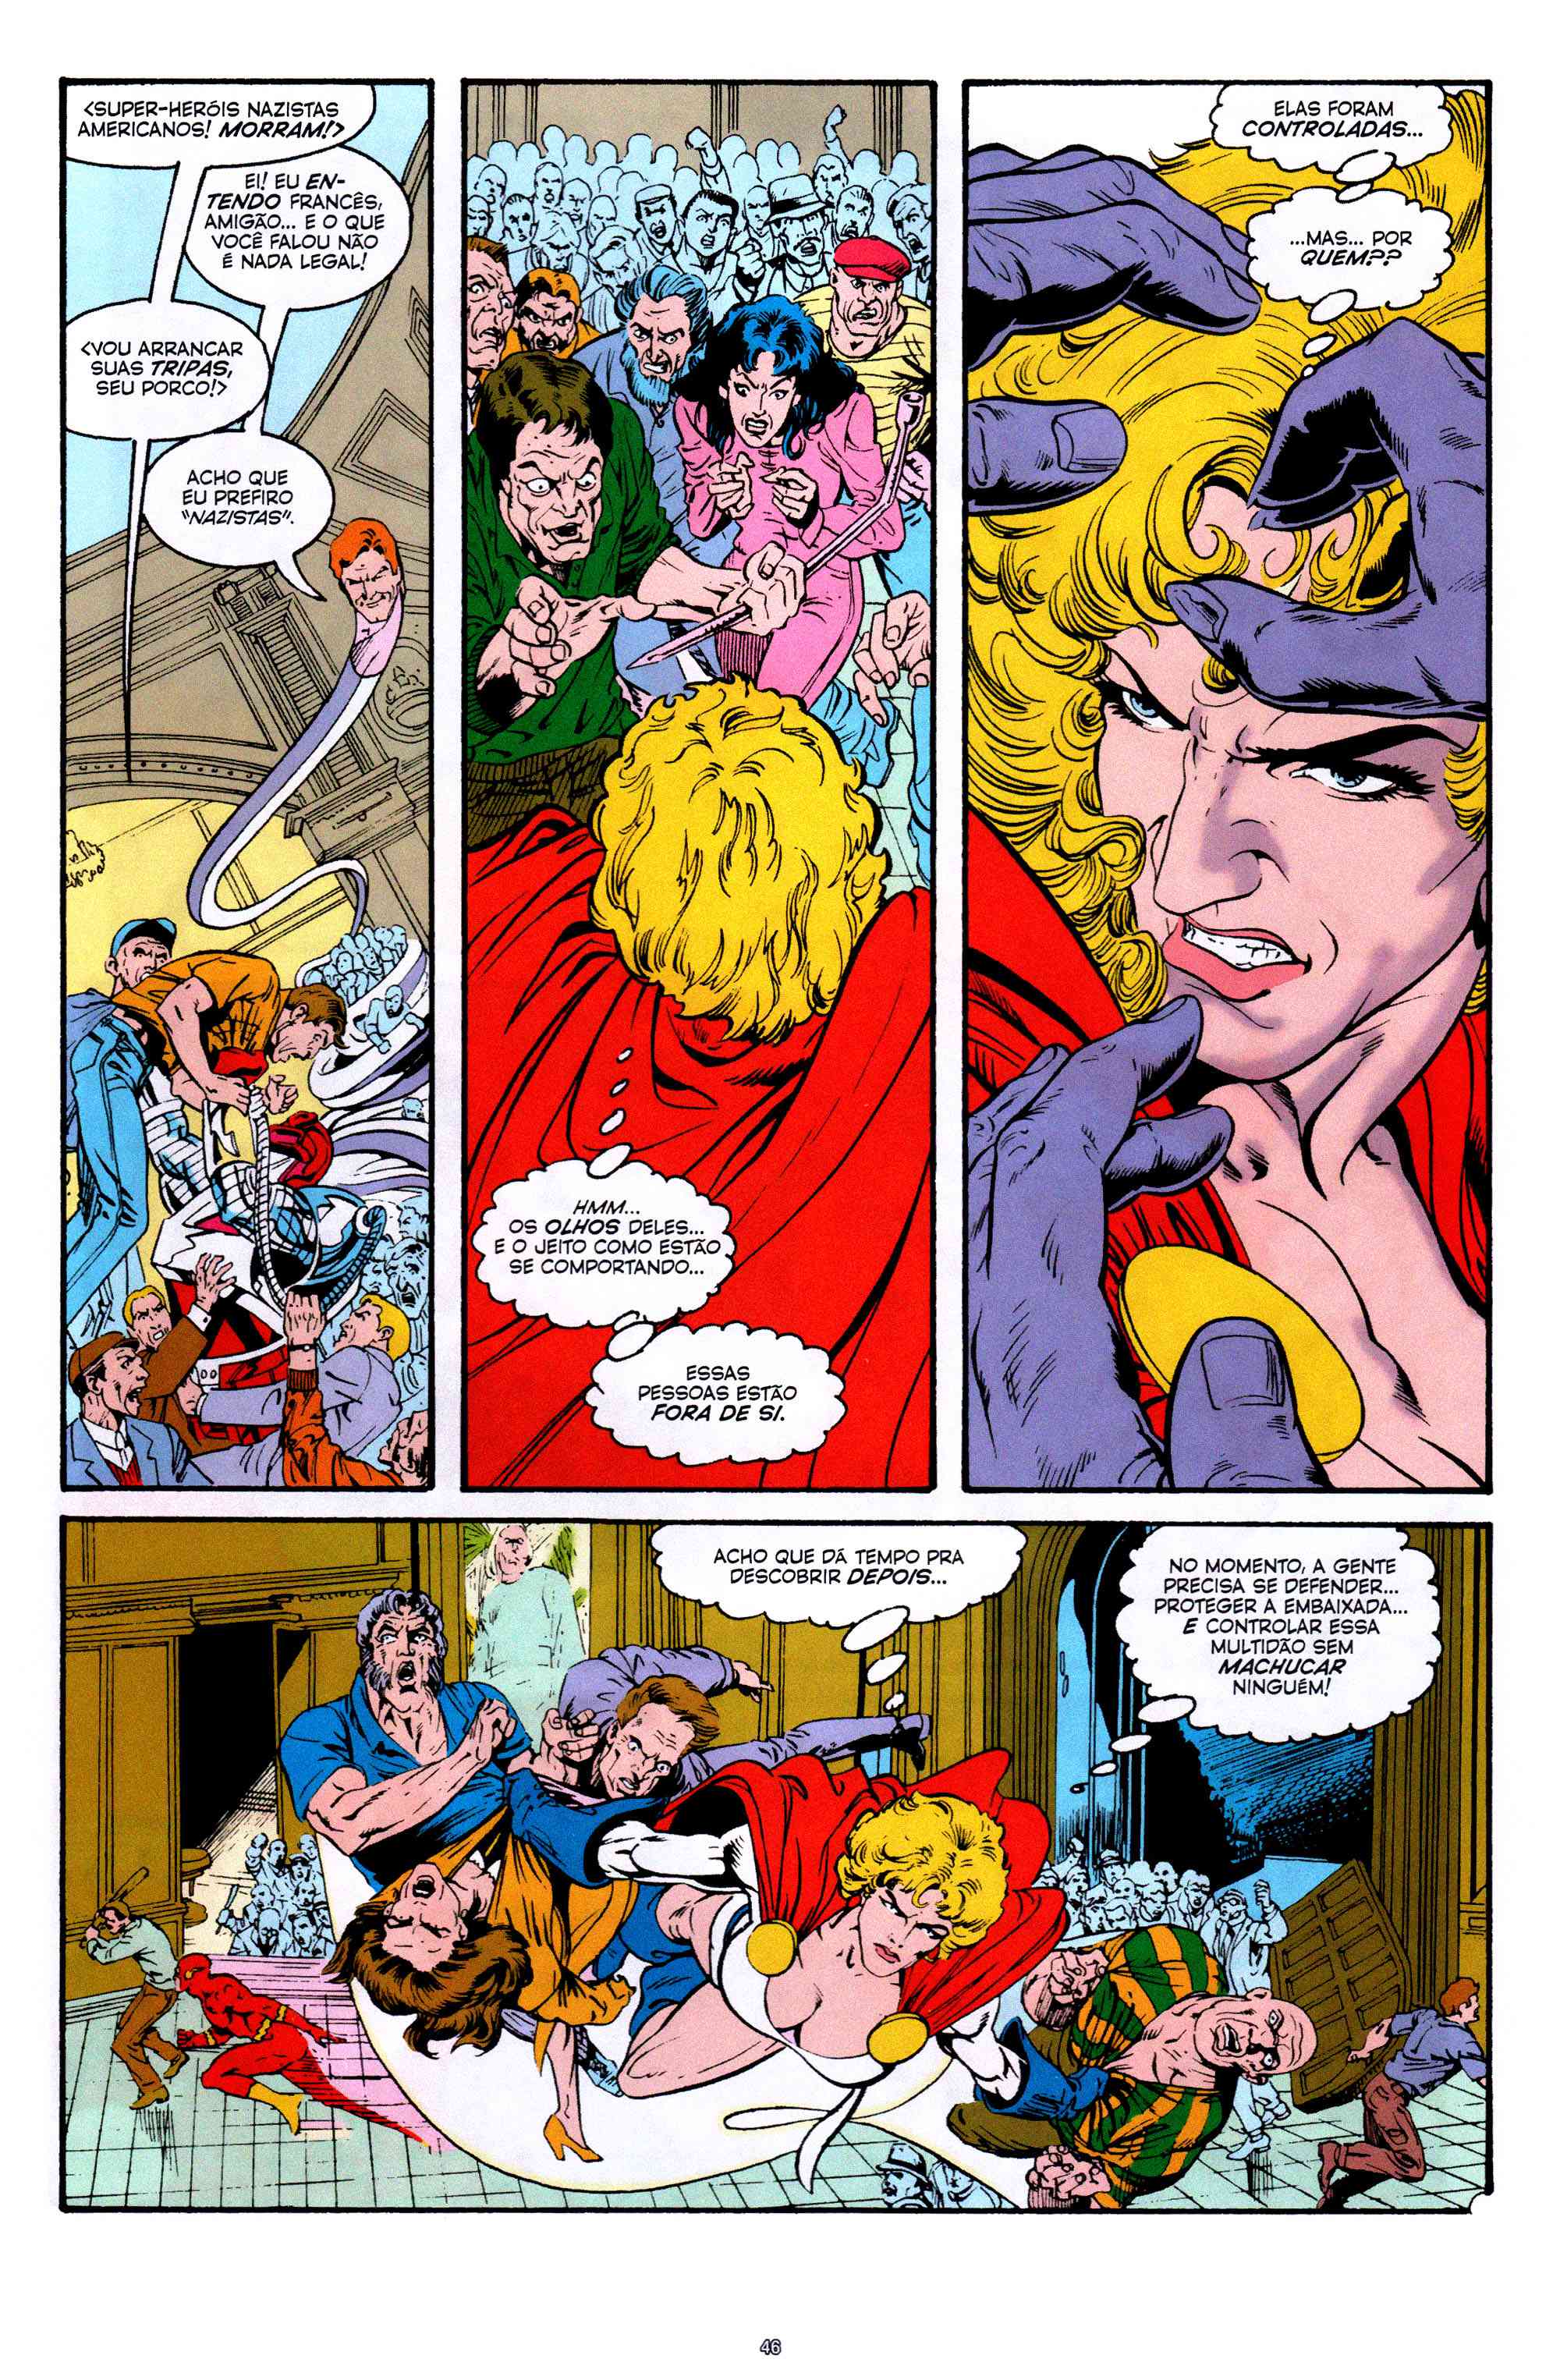 <SUPER-HERÓIS NAZISTAS
AMERICANOS! MORRAM!>
EI! EU EN-
TENDO FRANCÊS,
AMIGÃO... E O QUE
VOCÊ FALOU NÃO
É NADA LEGAL!
<VOU ARRANCAR
SUAS TRIPAS,
SEU PORCO!>
ACHO QUE
EU PREFIRO
"NAZISTAS".
HMM...
OS OLHOS DELES...
E O JEITO COMO ESTÃO
SE COMPORTANDO...
ESSAS
PESSOAS ESTÃO
FORA DE SI.
ELAS FORAM
CONTROLADAS...
...MAS... POR
QUEM??
ACHO QUE DÁ TEMPO PRA
DESCOBRIR DEPOIS...
NO MOMENTO, A GENTE
PRECISA SE DEFENDER...
PROTEGER A EMBAIXADA...
E CONTROLAR ESSA
MULTIDÃO SEM
MACHUCAR
NINGUÉM!
46